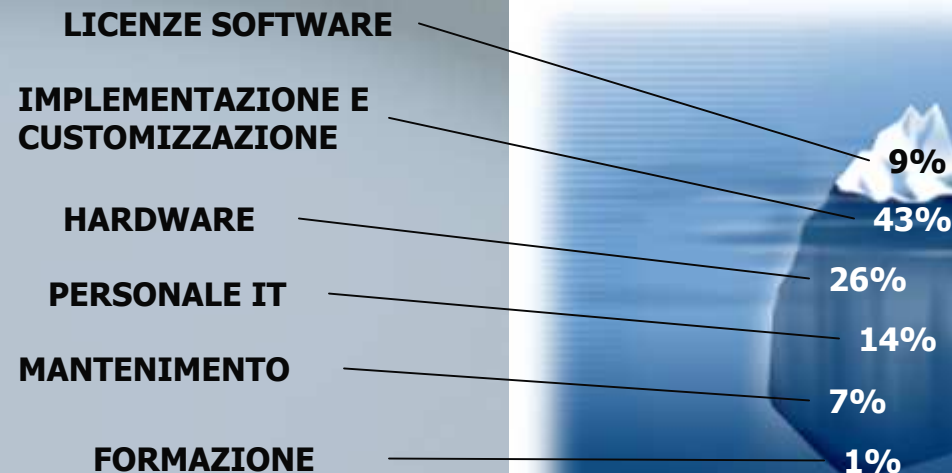 LICENZE SOFTWARE
9%
IMPLEMENTAZIONE E
CUSTOMIZZAZIONE
43%
HARDWARE
26%
PERSONALE IT
14%
MANTENIMENTO
7%
FORMAZIONE
1%